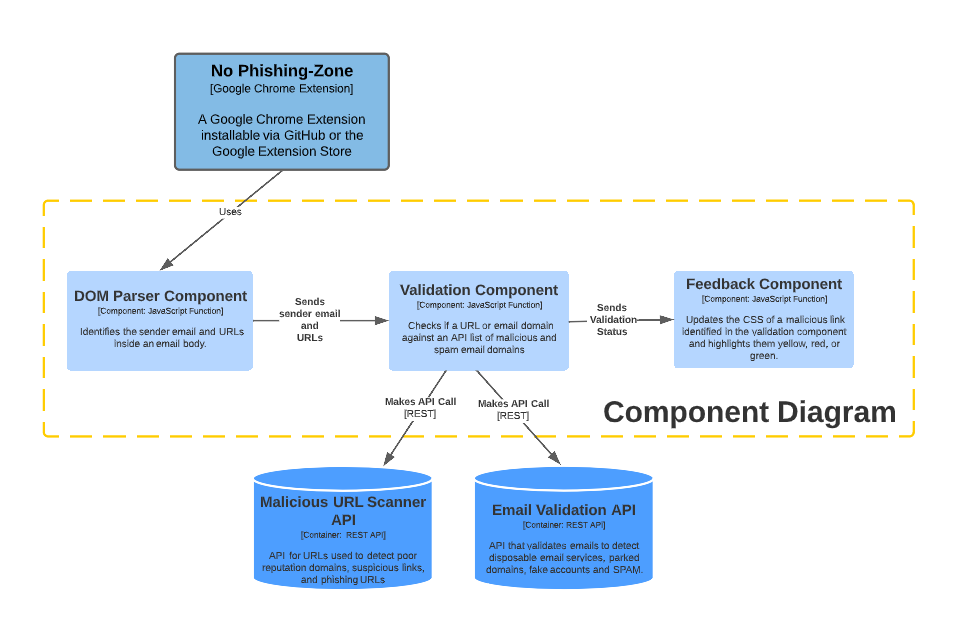 No Phishing-Zone
[Google Chrome Extension]
A Google Chrome Extension
installable via GitHub or the
Google Extension Store
Uses
DOM Parser Component
[Component: JavaScript Function]
Identifies the sender email and URLs
inside an email body.
Sends
sender email
and
URLs
Validation Component
[Component: JavaScript Function]
Checks if a URL or email domain
against an API list of malicious and
spam email domains
Sends
Validation
Status
Feedback Component
[Component: JavaScript Function]
Updates the CSS of a malicious link
identified in the validation component
and highlights them yellow, red, or
green.
Makes API Call
[REST]
Makes API Call
[REST]
Component Diagram
Malicious URL Scanner
API
[Container: REST API]
API for URLs used to detect poor
reputation domains, suspicious links,
and phishing URLs
Email Validation API
[Container: REST API]
API that validates emails to detect
disposable email services, parked
domains, fake accounts and SPAM.